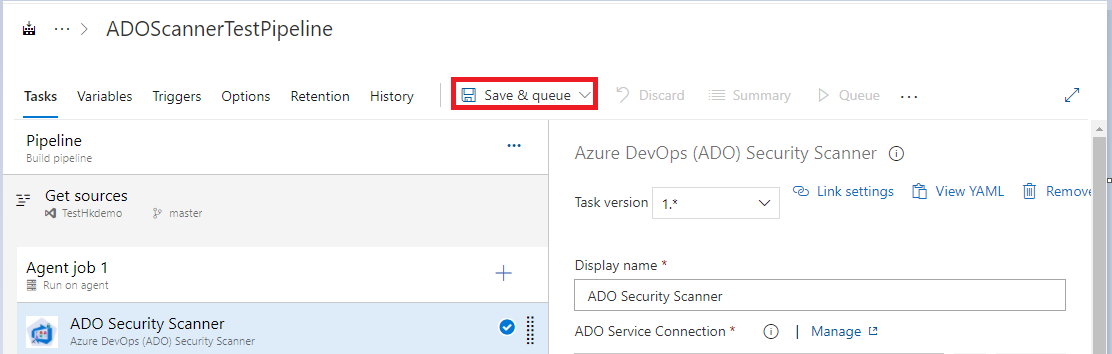 ··· > ADOScannerTestPipeline
Tasks Variables Triggers Options Retention History Save & queue Discard Summary Queue ···
Pipeline ···
Build pipeline
Get sources
TestHkdemo master
Agent job 1 +
Run on agent
ADO Security Scanner
Azure DevOps (ADO) Security Scanner
Azure DevOps (ADO) Security Scanner
Task version 1.* Link settings View YAML Remove
Display name *
ADO Security Scanner
ADO Service Connection * | Manage